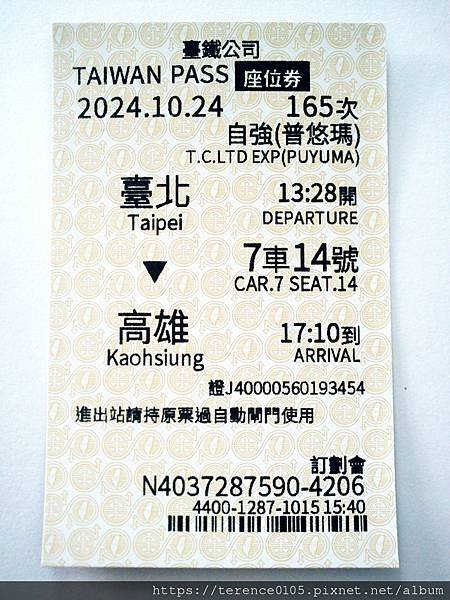 臺鐵公司
TAIWAN PASS 座位券
2024.10.24 165次
自強(普悠瑪)
T.C.LTD EXP(PUYUMA)
臺北 13:28開
Taipei DEPARTURE
7車14號
CAR.7 SEAT.14
高雄 17:10到
Kaohsiung ARRIVAL
證J40000560193454
進出站請持原票過自動閘門使用
訂劃會
N4037287590-4206
4400-1287-1015 15:40
https://terence0105.pixnet.net/album